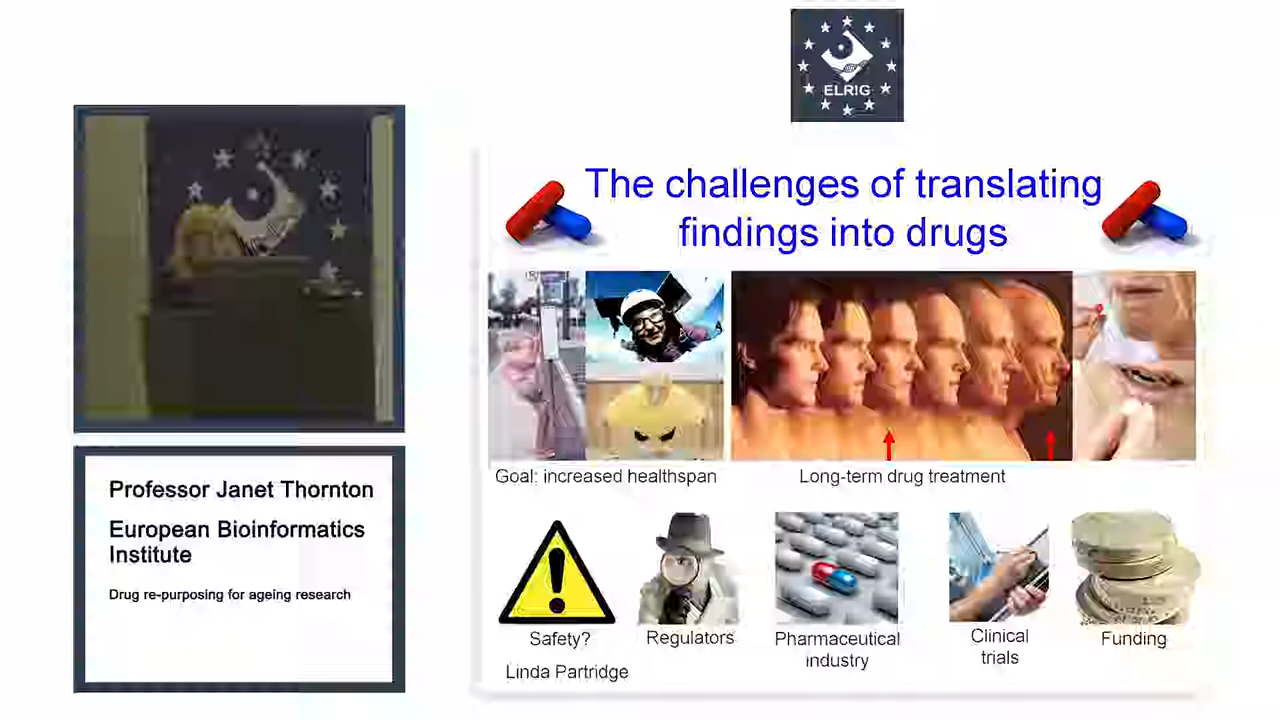 ELRIG
The challenges of translating
findings into drugs
Goal: increased healthspan
Long-term drug treatment
Safety?
Regulators
Pharmaceutical
industry
Clinical
trials
Funding
Linda Partridge
Professor Janet Thornton
European Bioinformatics
Institute
Drug re-purposing for ageing research